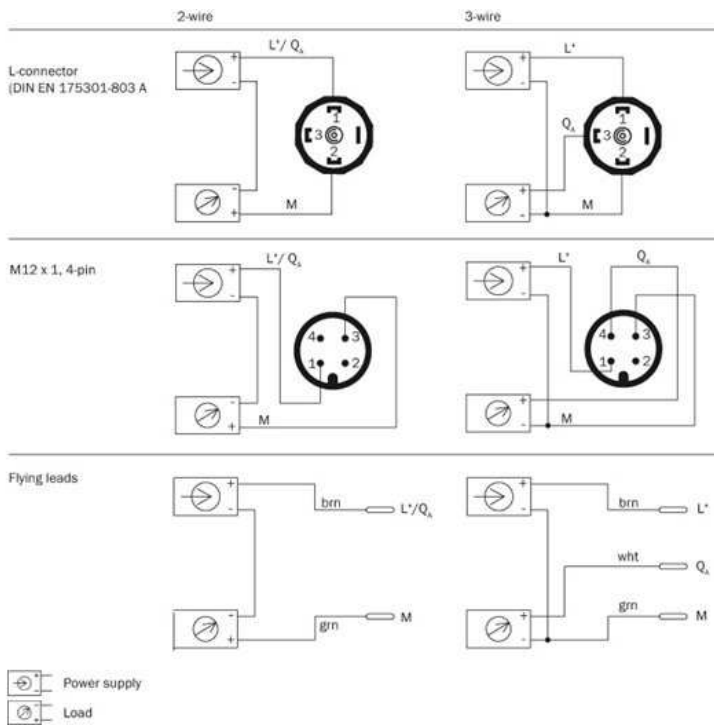 2-wire 3-wire
L-connector
(DIN EN 175301-803 A
L⁺/ Qₐ
+
-
1
3
2
-
+
M
L⁺
+
-
1
3
2
Qₐ
+
-
M
M12 x 1, 4-pin
L⁺/ Qₐ
+
-
4 3
1 2
-
+
M
L⁺ Qₐ
+
-
4 3
1 2
+
-
M
Flying leads
+
-
brn L⁺/Qₐ
-
+
grn M
+
-
brn L⁺
wht Qₐ
+
-
grn M
+
-
Power supply
-
+
Load